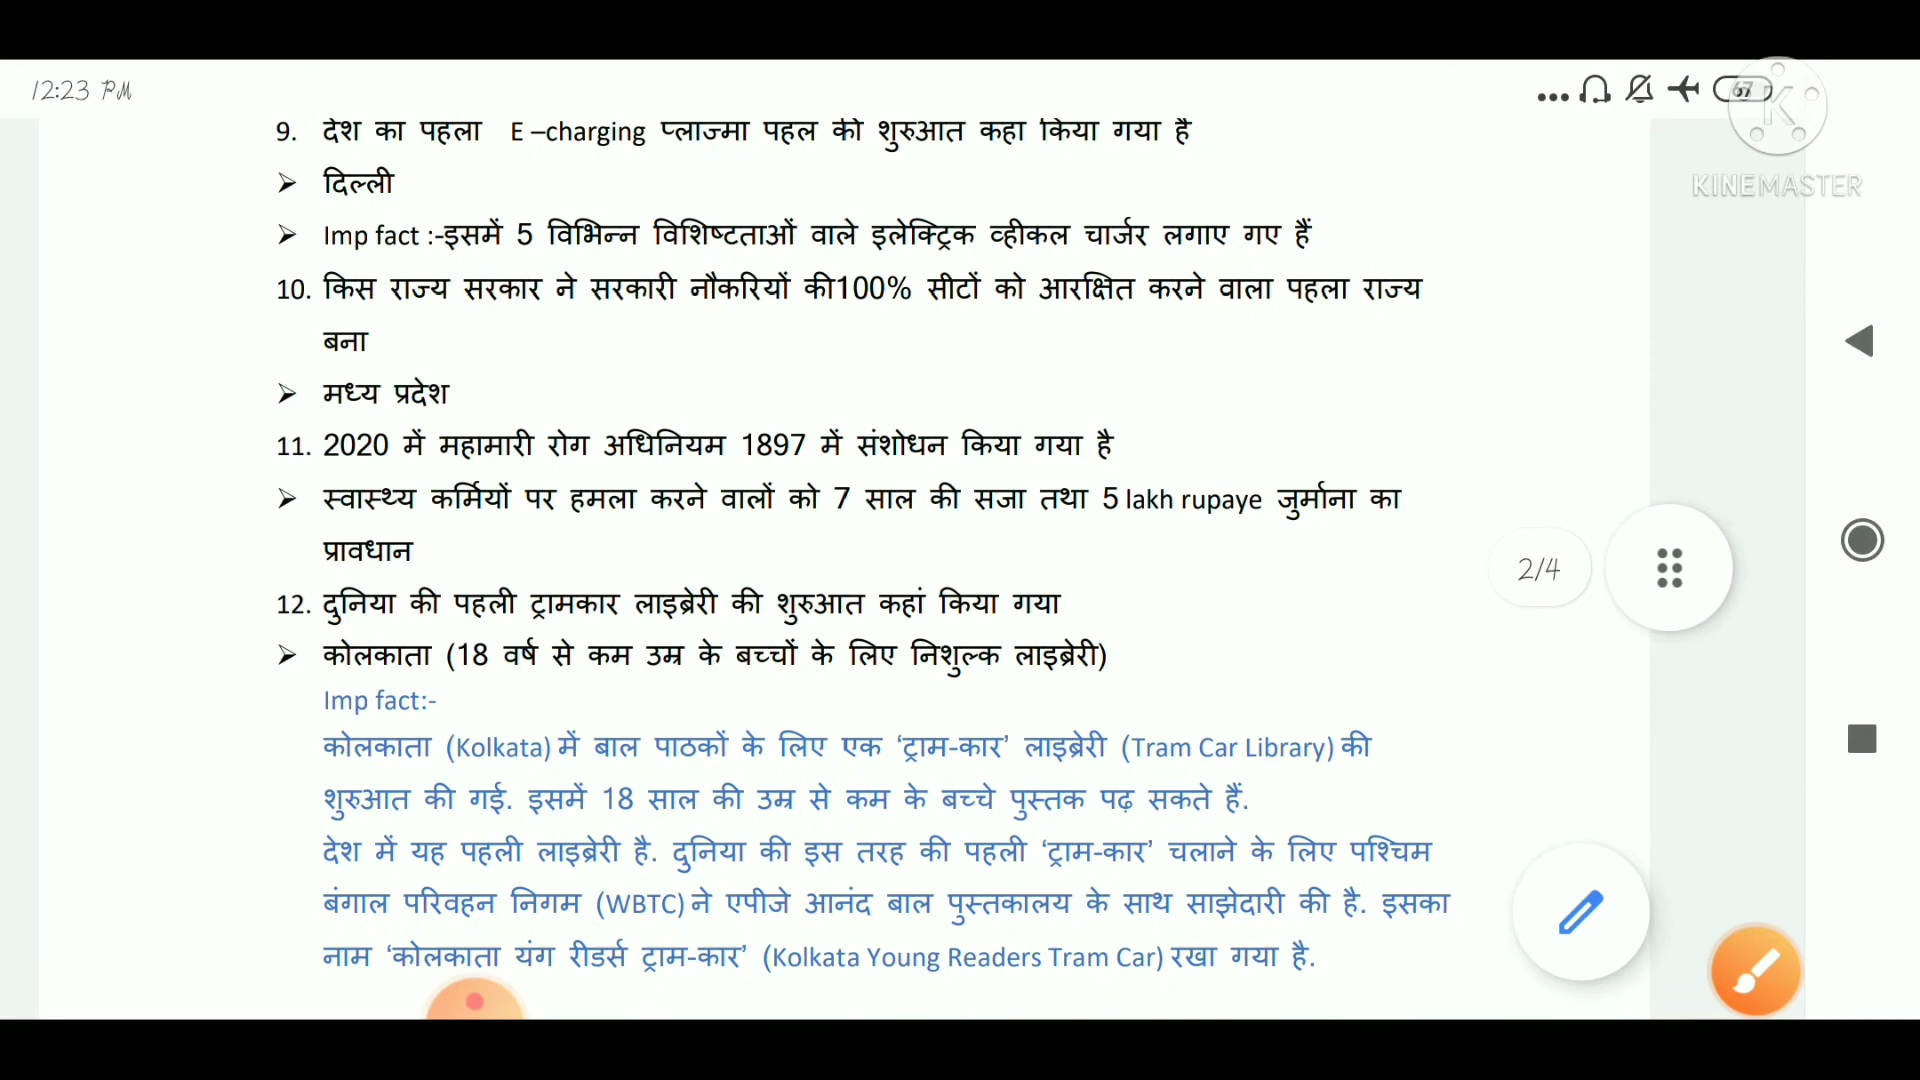 12:23 PM
67
KINEMASTER
9. देश का पहला E –charging प्लाज्मा पहल की शुरुआत कहा किया गया है
➢ दिल्ली
➢ Imp fact :-इसमें 5 विभिन्न विशिष्टताओं वाले इलेक्ट्रिक व्हीकल चार्जर लगाए गए हैं
10. किस राज्य सरकार ने सरकारी नौकरियों की100% सीटों को आरक्षित करने वाला पहला राज्य
बना
➢ मध्य प्रदेश
11. 2020 में महामारी रोग अधिनियम 1897 में संशोधन किया गया है
➢ स्वास्थ्य कर्मियों पर हमला करने वालों को 7 साल की सजा तथा 5 lakh rupaye जुर्माना का
प्रावधान
2/4
12. दुनिया की पहली ट्रामकार लाइब्रेरी की शुरुआत कहां किया गया
➢ कोलकाता (18 वर्ष से कम उम्र के बच्चों के लिए निशुल्क लाइब्रेरी)
Imp fact:-
कोलकाता (Kolkata) में बाल पाठकों के लिए एक ‘ट्राम-कार’ लाइब्रेरी (Tram Car Library) की
शुरुआत की गई. इसमें 18 साल की उम्र से कम के बच्चे पुस्तक पढ़ सकते हैं.
देश में यह पहली लाइब्रेरी है. दुनिया की इस तरह की पहली ‘ट्राम-कार’ चलाने के लिए पश्चिम
बंगाल परिवहन निगम (WBTC) ने एपीजे आनंद बाल पुस्तकालय के साथ साझेदारी की है. इसका
नाम ‘कोलकाता यंग रीडर्स ट्राम-कार’ (Kolkata Young Readers Tram Car) रखा गया है.